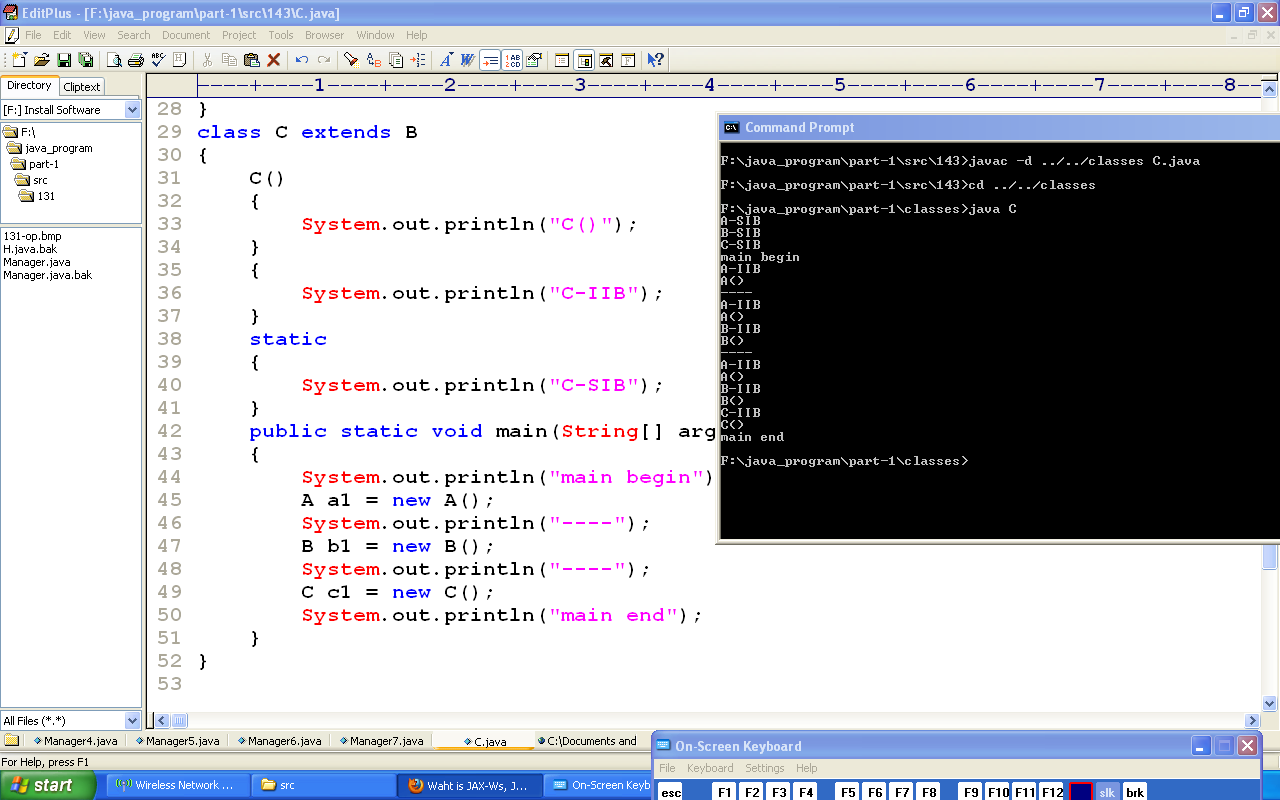 EditPlus - [F:\java_program\part-1\src\143\C.java]
File Edit View Search Document Project Tools Browser Window Help
Directory Cliptext
[F:] Install Software
F:\
java_program
part-1
src
131
131-op.bmp
H.java.bak
Manager.java
Manager.java.bak
All Files (*.*)
----+----1----+----2----+----3----+----4----+----5----+----6----+----7----+----8--
28 }
29 class C extends B
30 {
31 C()
32 {
33 System.out.println("C()");
34 }
35 {
36 System.out.println("C-IIB");
37 }
38 static
39 {
40 System.out.println("C-SIB");
41 }
42 public static void main(String[] arg
43 {
44 System.out.println("main begin")
45 A a1 = new A();
46 System.out.println("----");
47 B b1 = new B();
48 System.out.println("----");
49 C c1 = new C();
50 System.out.println("main end");
51 }
52 }
53
Command Prompt
F:\java_program\part-1\src\143>javac -d ../../classes C.java
F:\java_program\part-1\src\143>cd ../../classes
F:\java_program\part-1\classes>java C
A-SIB
B-SIB
C-SIB
main begin
A-IIB
A()
----
A-IIB
A()
B-IIB
B()
----
A-IIB
A()
B-IIB
B()
C-IIB
C()
main end
F:\java_program\part-1\classes>
Manager4.java Manager5.java Manager6.java Manager7.java C.java C:\Documents and
For Help, press F1
On-Screen Keyboard
File Keyboard Settings Help
esc F1 F2 F3 F4 F5 F6 F7 F8 F9 F10 F11 F12 slk brk
start Wireless Network ... src Waht is JAX-Ws, J... On-Screen Keyb